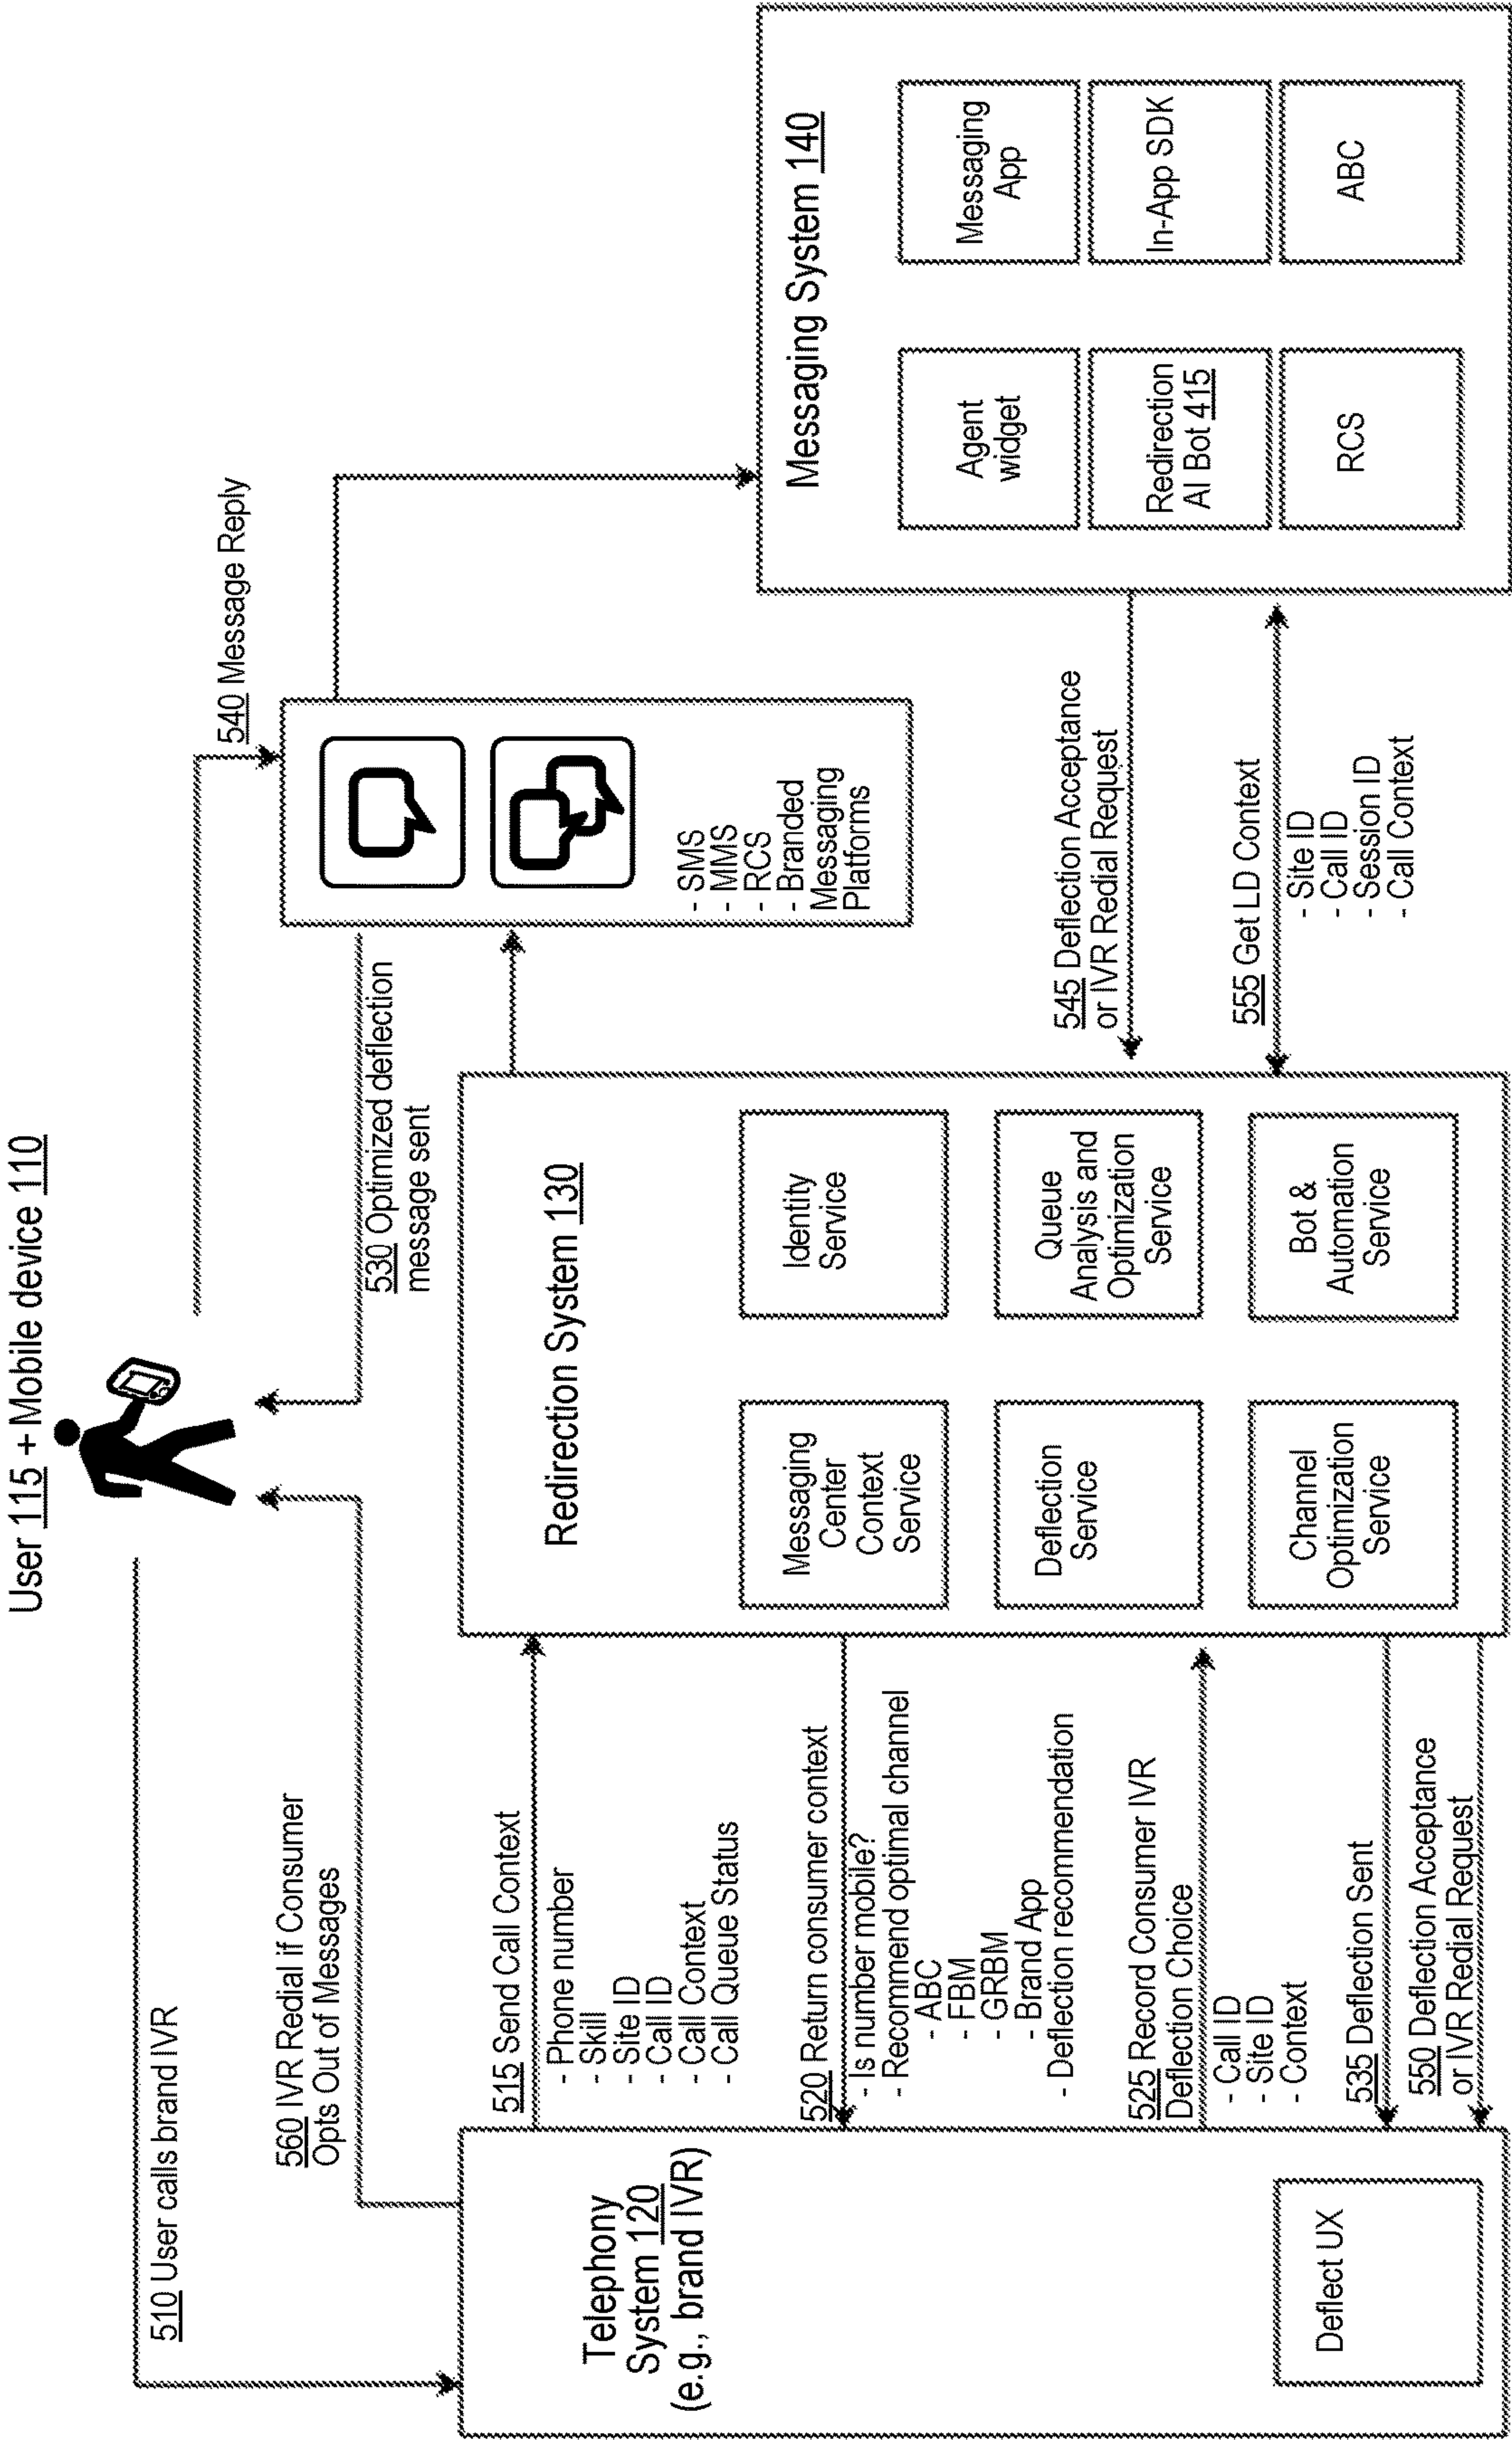 User 115 + Mobile device 110
510 User calls brand IVR
560 IVR Redial if Consumer
Opts Out of Messages
540 Message Reply
530 Optimized deflection
message sent
- SMS
- MMS
- RCS
- Branded
Messaging
Platforms
Telephony
System 120
(e.g., brand IVR)
Deflect UX
515 Send Call Context
- Phone number
- Skill
- Site ID
- Call ID
- Call Context
- Call Queue Status
520 Return consumer context
- Is number mobile?
- Recommend optimal channel
- ABC
- FBM
- GRBM
- Brand App
- Deflection recommendation
525 Record Consumer IVR
Deflection Choice
- Call ID
- Site ID
- Context
535 Deflection Sent
550 Deflection Acceptance
or IVR Redial Request
Redirection System 130
Messaging
Center
Context
Service
Identity
Service
Deflection
Service
Queue
Analysis and
Optimization
Service
Channel
Optimization
Service
Bot &
Automation
Service
545 Deflection Acceptance
or IVR Redial Request
555 Get LD Context
- Site ID
- Call ID
- Session ID
- Call Context
Messaging System 140
Agent
widget
Messaging
App
Redirection
AI Bot 415
In-App SDK
RCS
ABC